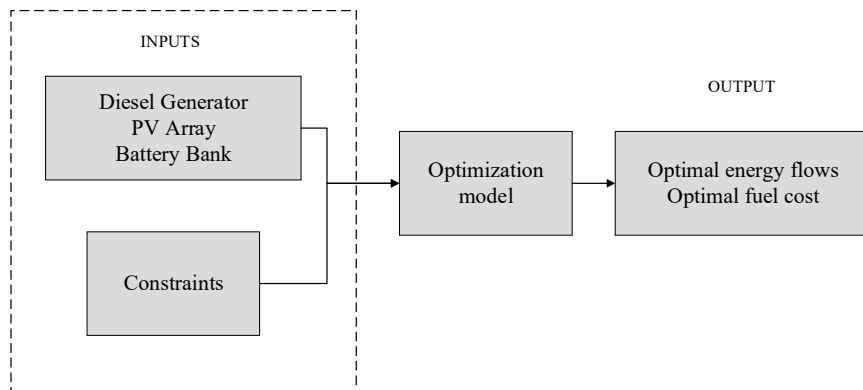 INPUTS
Diesel Generator
PV Array
Battery Bank
Constraints
Optimization
model
OUTPUT
Optimal energy flows
Optimal fuel cost